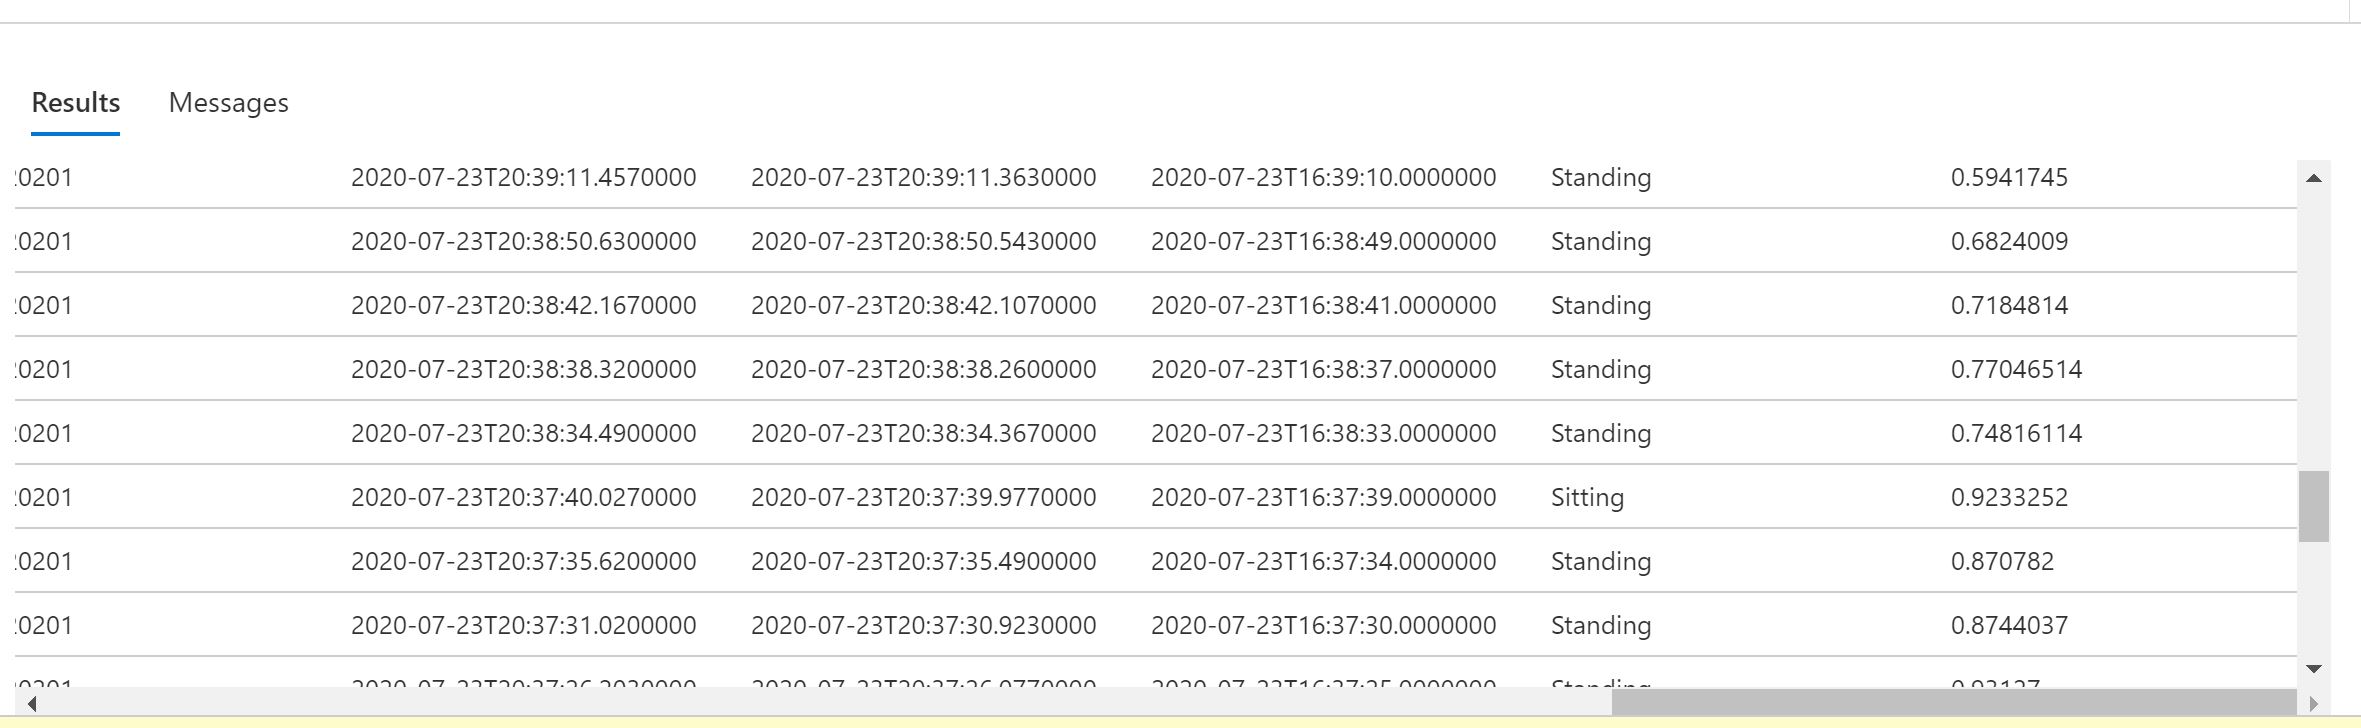 Results Messages
0201 2020-07-23T20:39:11.4570000 2020-07-23T20:39:11.3630000 2020-07-23T16:39:10.0000000 Standing 0.5941745
0201 2020-07-23T20:38:50.6300000 2020-07-23T20:38:50.5430000 2020-07-23T16:38:49.0000000 Standing 0.6824009
0201 2020-07-23T20:38:42.1670000 2020-07-23T20:38:42.1070000 2020-07-23T16:38:41.0000000 Standing 0.7184814
0201 2020-07-23T20:38:38.3200000 2020-07-23T20:38:38.2600000 2020-07-23T16:38:37.0000000 Standing 0.77046514
0201 2020-07-23T20:38:34.4900000 2020-07-23T20:38:34.3670000 2020-07-23T16:38:33.0000000 Standing 0.74816114
0201 2020-07-23T20:37:40.0270000 2020-07-23T20:37:39.9770000 2020-07-23T16:37:39.0000000 Sitting 0.9233252
0201 2020-07-23T20:37:35.6200000 2020-07-23T20:37:35.4900000 2020-07-23T16:37:34.0000000 Standing 0.870782
0201 2020-07-23T20:37:31.0200000 2020-07-23T20:37:30.9230000 2020-07-23T16:37:30.0000000 Standing 0.8744037
Standing